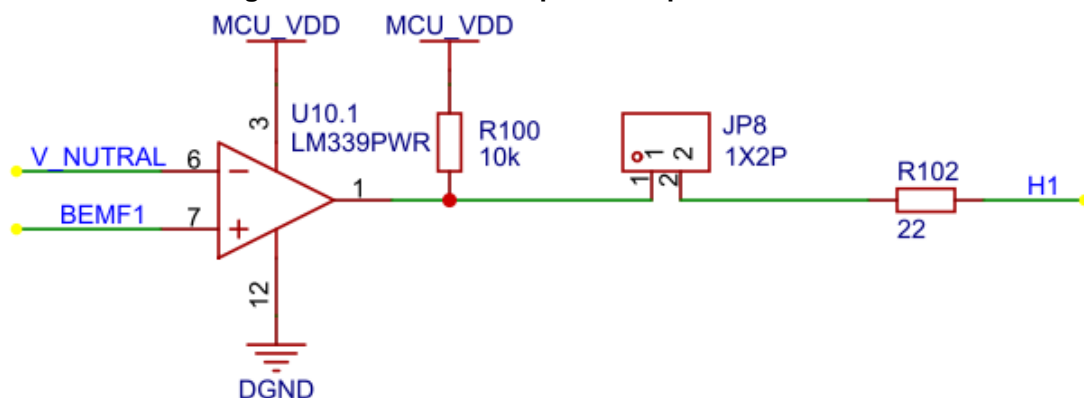 MCU_VDD MCU_VDD
3
U10.1
LM339PWR
R100
10k
JP8
1X2P
1 2
1 2
V_NUTRAL 6
BEMF1 7
1
R102
22
H1
12
DGND